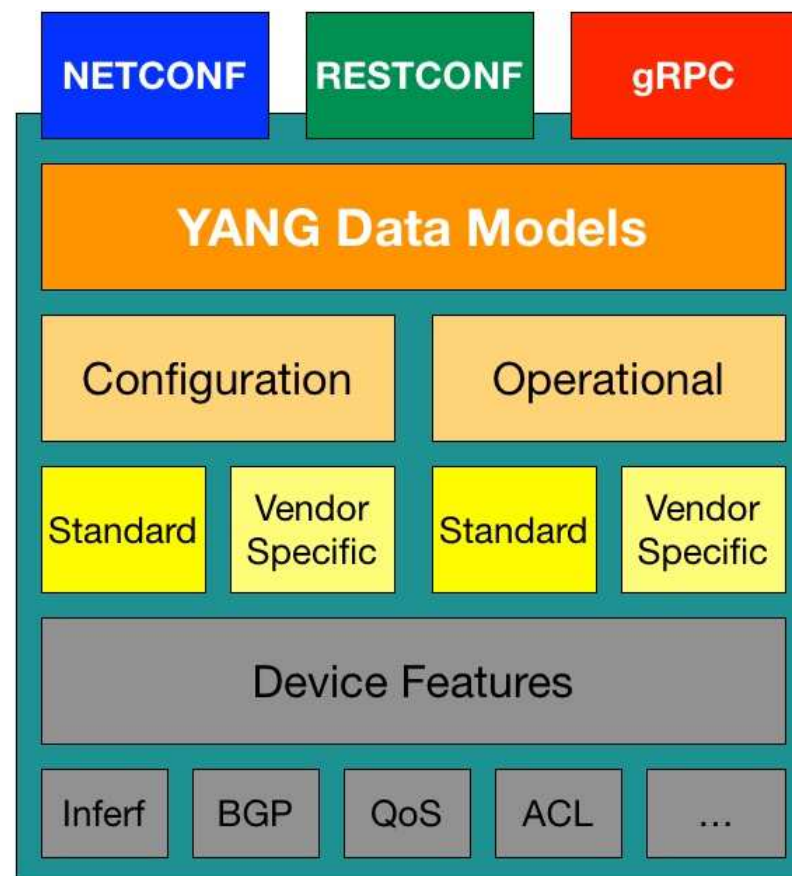 NETCONF
RESTCONF
gRPC
YANG Data Models
Configuration
Operational
Standard
Vendor
Specific
Standard
Vendor
Specific
Device Features
Inferf
BGP
QoS
ACL
...